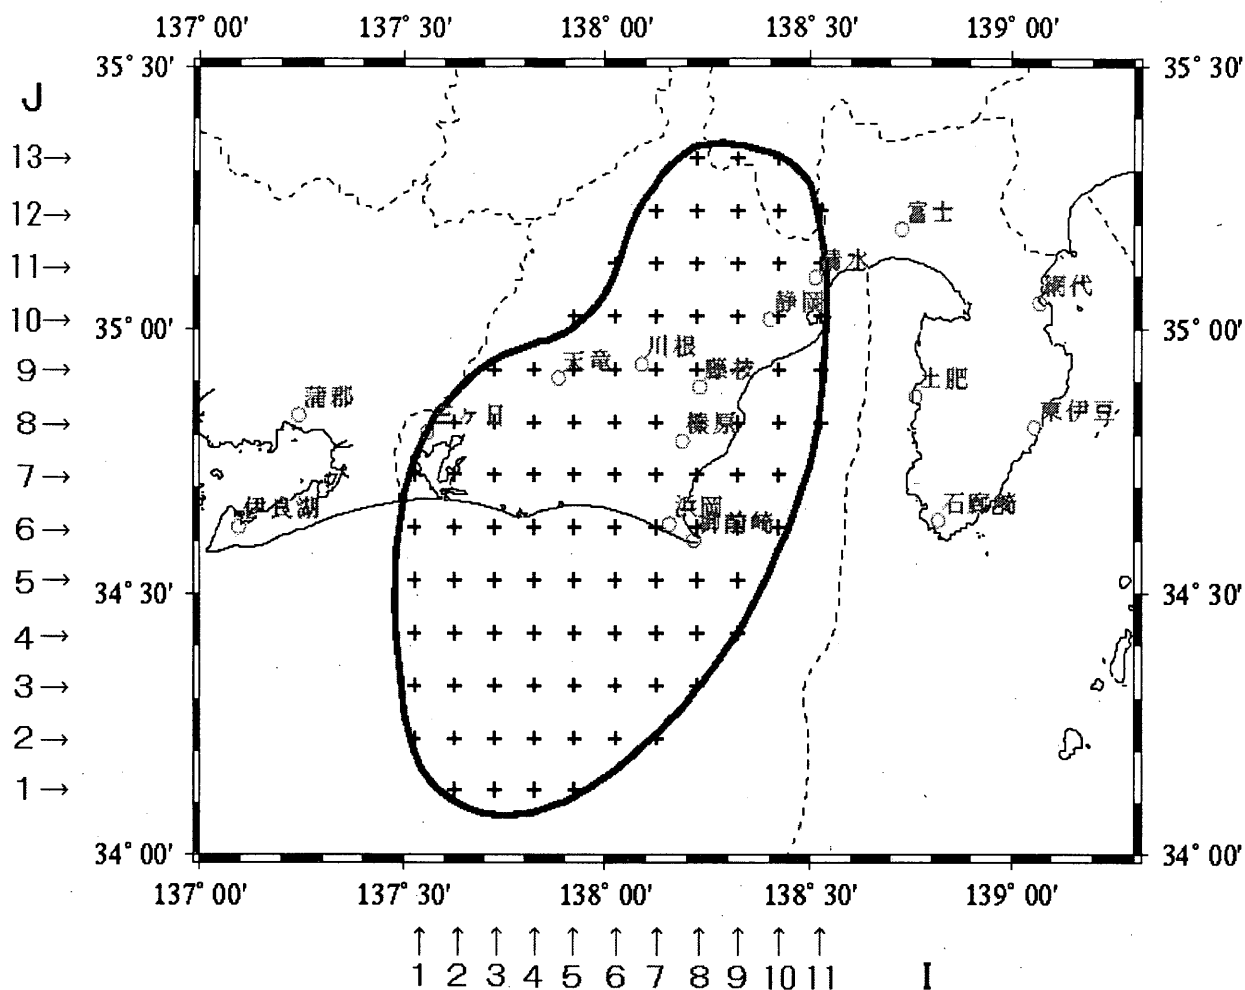 137° 00' 137° 30' 138° 00' 138° 30' 139° 00'
35° 30' 35° 30'
J
13→
12→
富士
11→
清水
網代
静岡
10→
35° 00' 35° 00'
川根
9→
天竜
藤枝
土肥
蒲郡
三ヶ日
東伊豆
8→
榛原
7→
伊良湖
浜岡
石廊崎
御前崎
6→
5→
34° 30' 34° 30'
4→
3→
2→
1→
34° 00' 34° 00'
137° 00' 137° 30' 138° 00' 138° 30' 139° 00'
↑ ↑ ↑ ↑ ↑ ↑ ↑ ↑ ↑ ↑ ↑
1 2 3 4 5 6 7 8 9 10 11 I